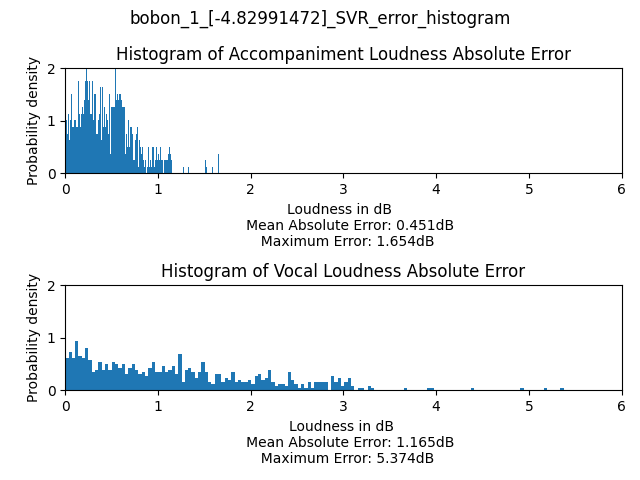 bobon_1_[-4.82991472]_SVR_error_histogram
Histogram of Accompaniment Loudness Absolute Error
Probability density
2
1
0
0 1 2 3 4 5 6
Loudness in dB
Mean Absolute Error: 0.451dB
Maximum Error: 1.654dB
Histogram of Vocal Loudness Absolute Error
Probability density
2
1
0
0 1 2 3 4 5 6
Loudness in dB
Mean Absolute Error: 1.165dB
Maximum Error: 5.374dB